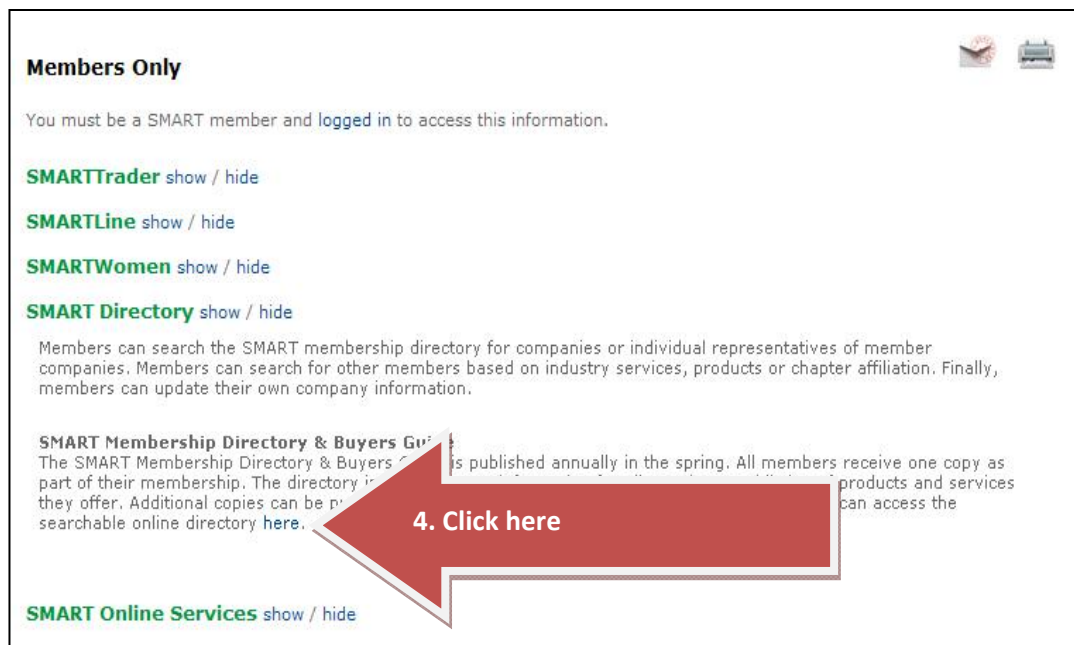 Members Only
You must be a SMART member and logged in to access this information.
SMARTTrader show / hide
SMARTLine show / hide
SMARTWomen show / hide
SMART Directory show / hide
Members can search the SMART membership directory for companies or individual representatives of member
companies. Members can search for other members based on industry services, products or chapter affiliation. Finally,
members can update their own company information.
SMART Membership Directory & Buyers
The SMART Membership Directory & Buyers is published annually in the spring. All members receive one copy as
part of their membership. The directory products and services
they offer. Additional copies can be can access the
searchable online directory here.
4. Click here
SMART Online Services show / hide